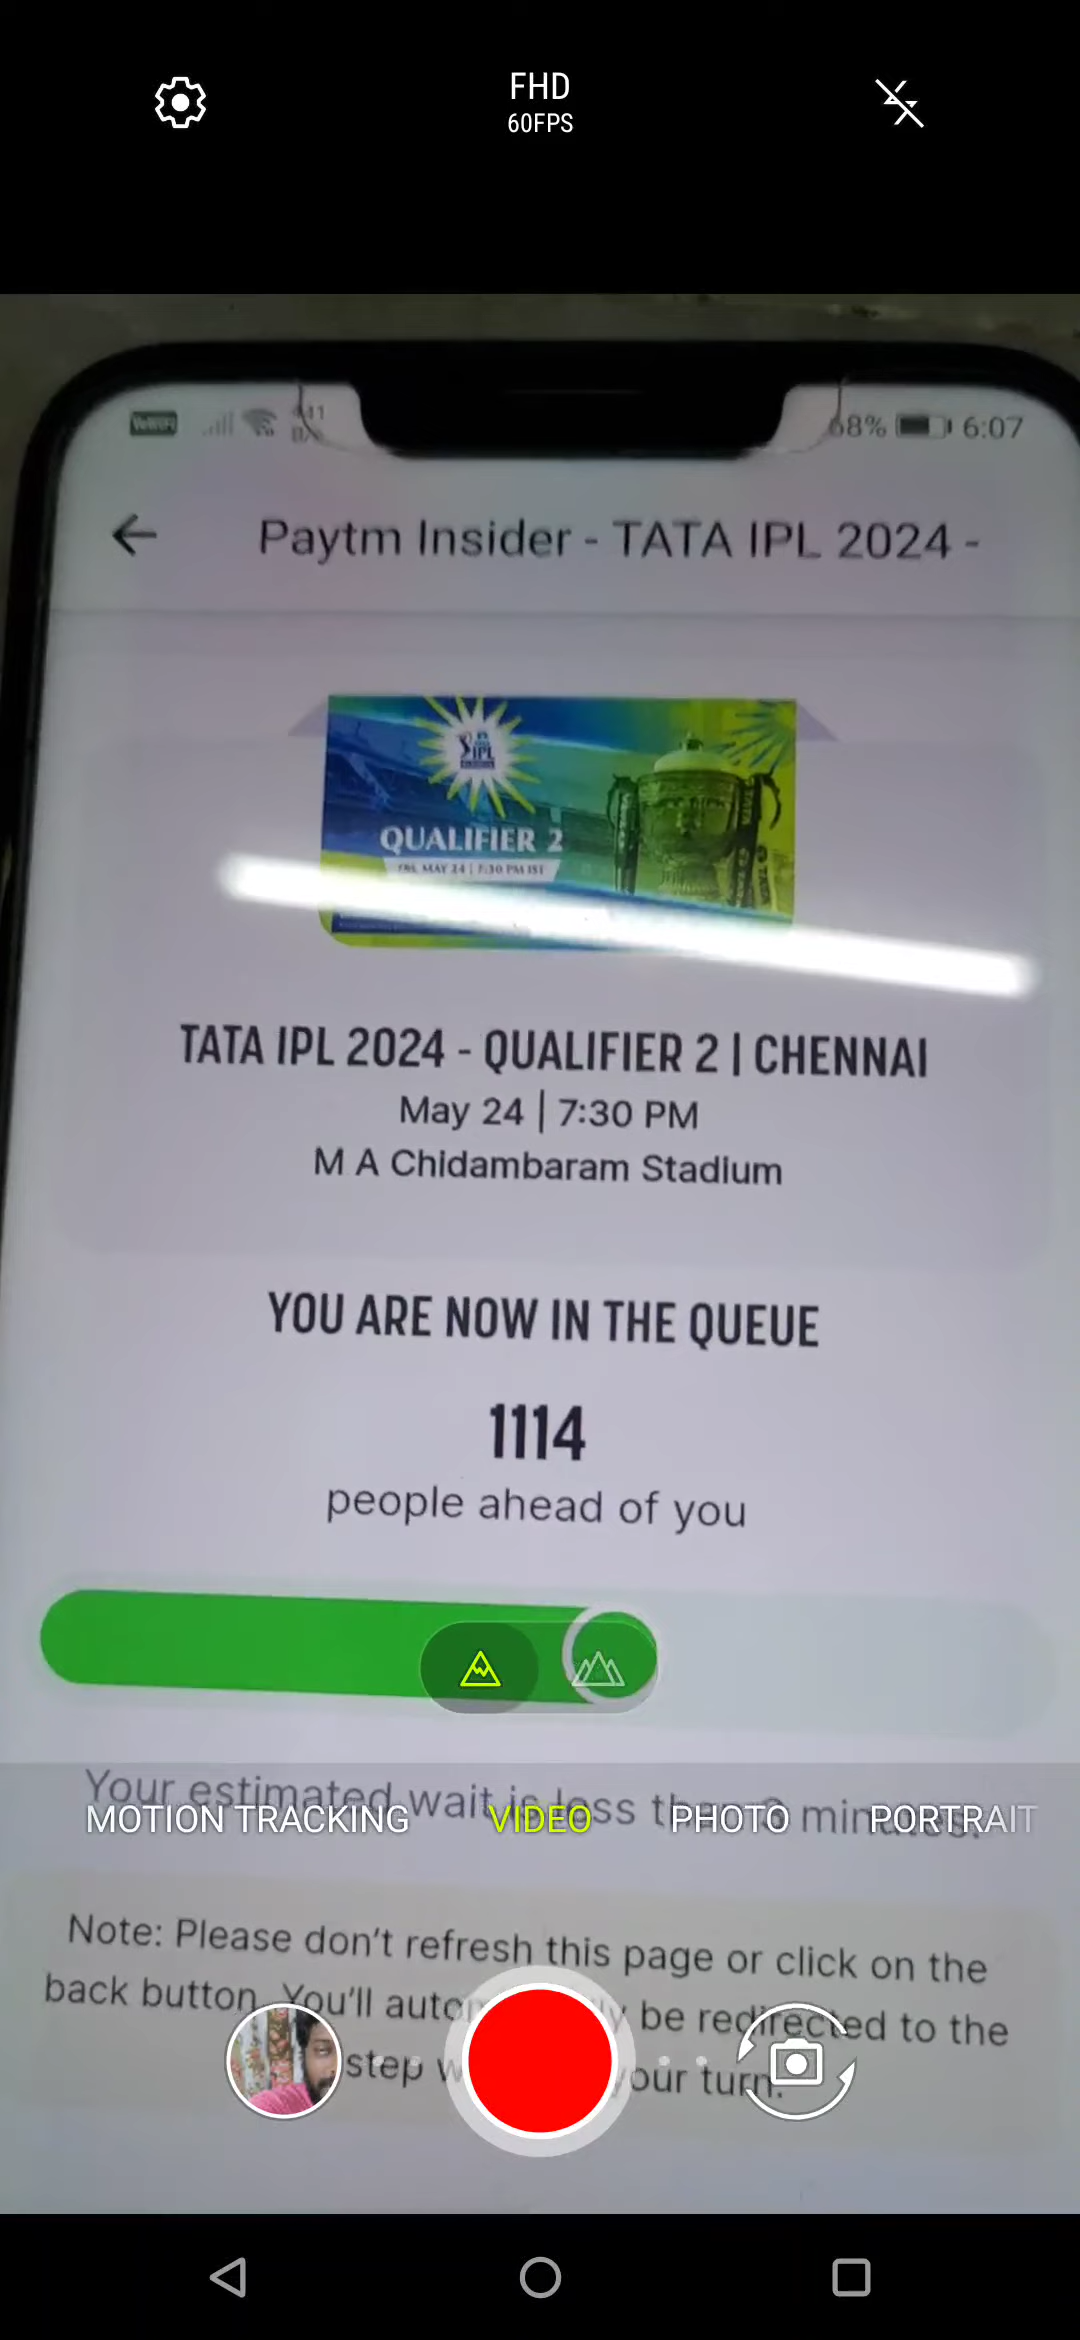 FHD
60FPS
68% 6:07
Paytm Insider - TATA IPL 2024 -
IPL
QUALIFIER 2
FRI, MAY 24 | 7:30 PM IST
TATA IPL 2024 - QUALIFIER 2 | CHENNAI
May 24 | 7:30 PM
M A Chidambaram Stadium
YOU ARE NOW IN THE QUEUE
1114
people ahead of you
Your estimated wait is less than minutes.
MOTION TRACKING VIDEO PHOTO PORTRAIT
Note: Please don't refresh this page or click on the
back button. You'll automatically be redirected to the
step your turn.